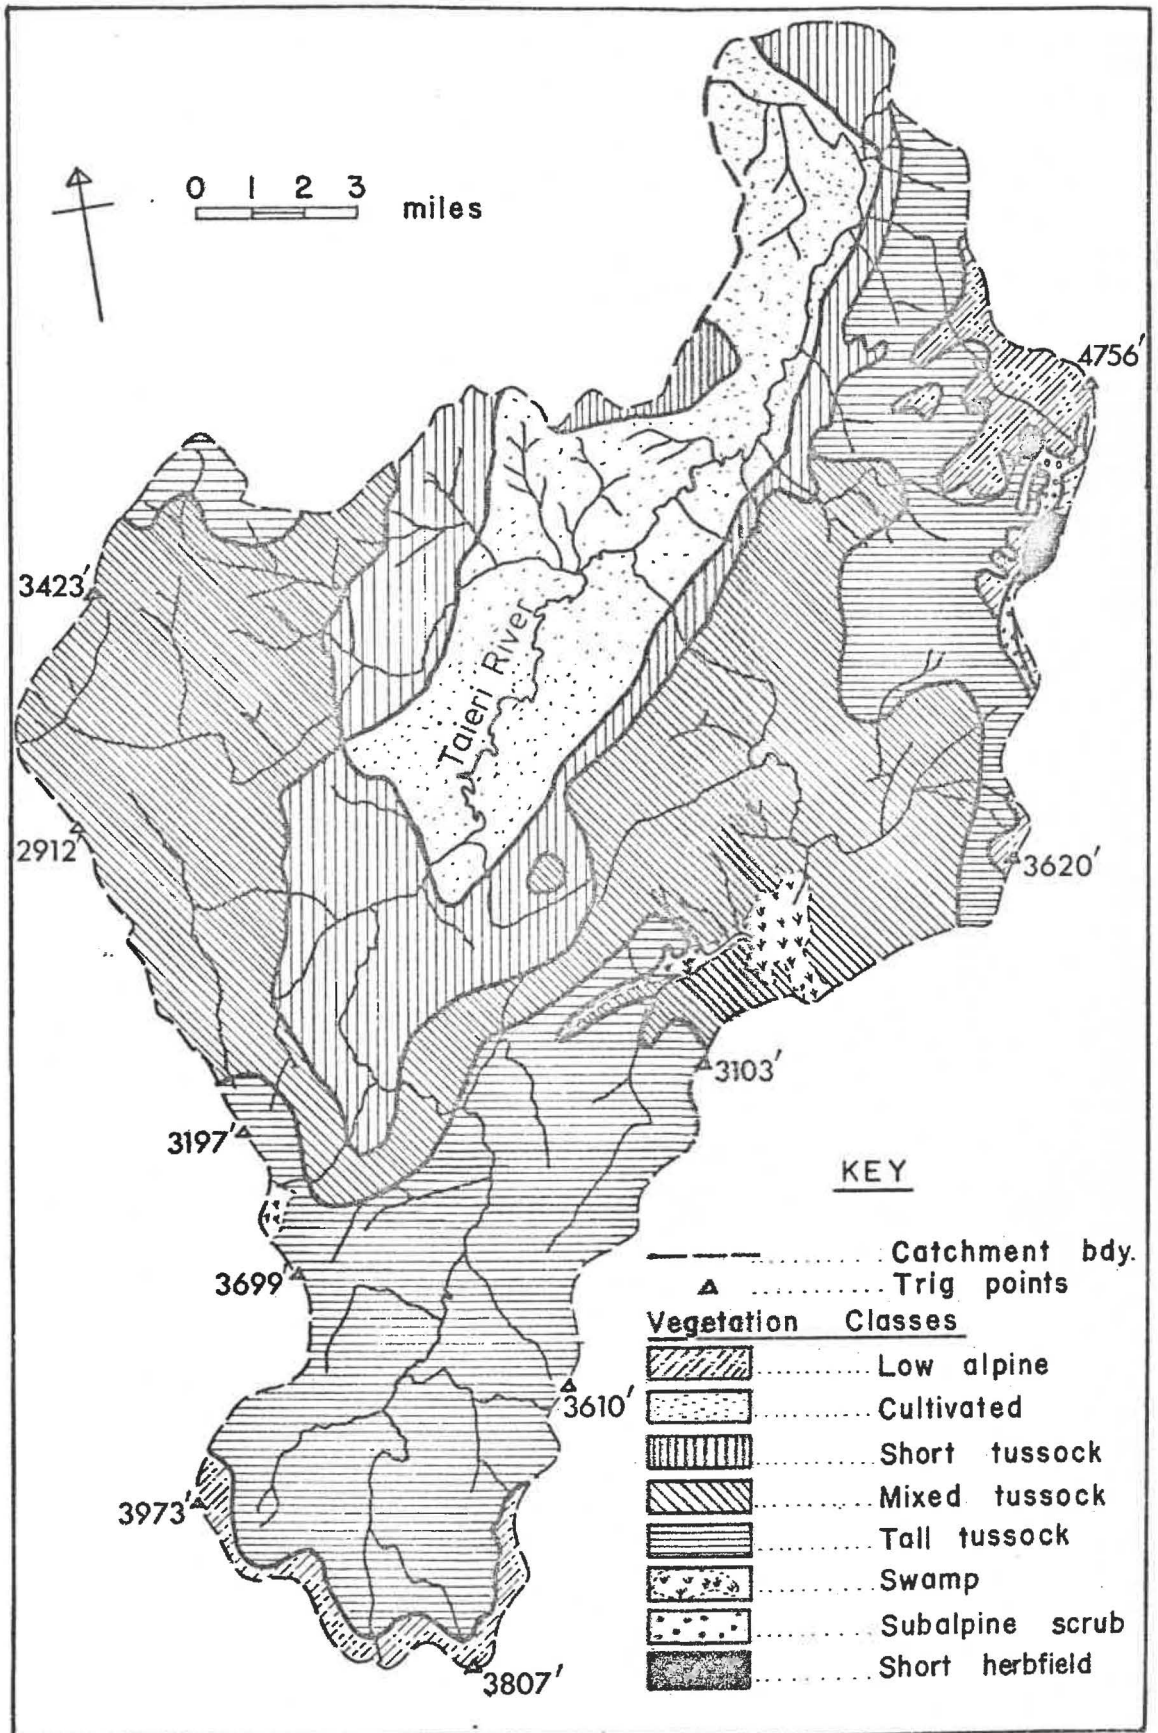 0 1 2 3 miles
4756'
3423'
Taieri River
2912'
3620'
3103'
3197'
KEY
Catchment bdy.
3699'
Trig points
Vegetation Classes
Low alpine
3610'
Cultivated
Short tussock
3973'
Mixed tussock
Tall tussock
Swamp
Subalpine scrub
Short herbfield
3807'